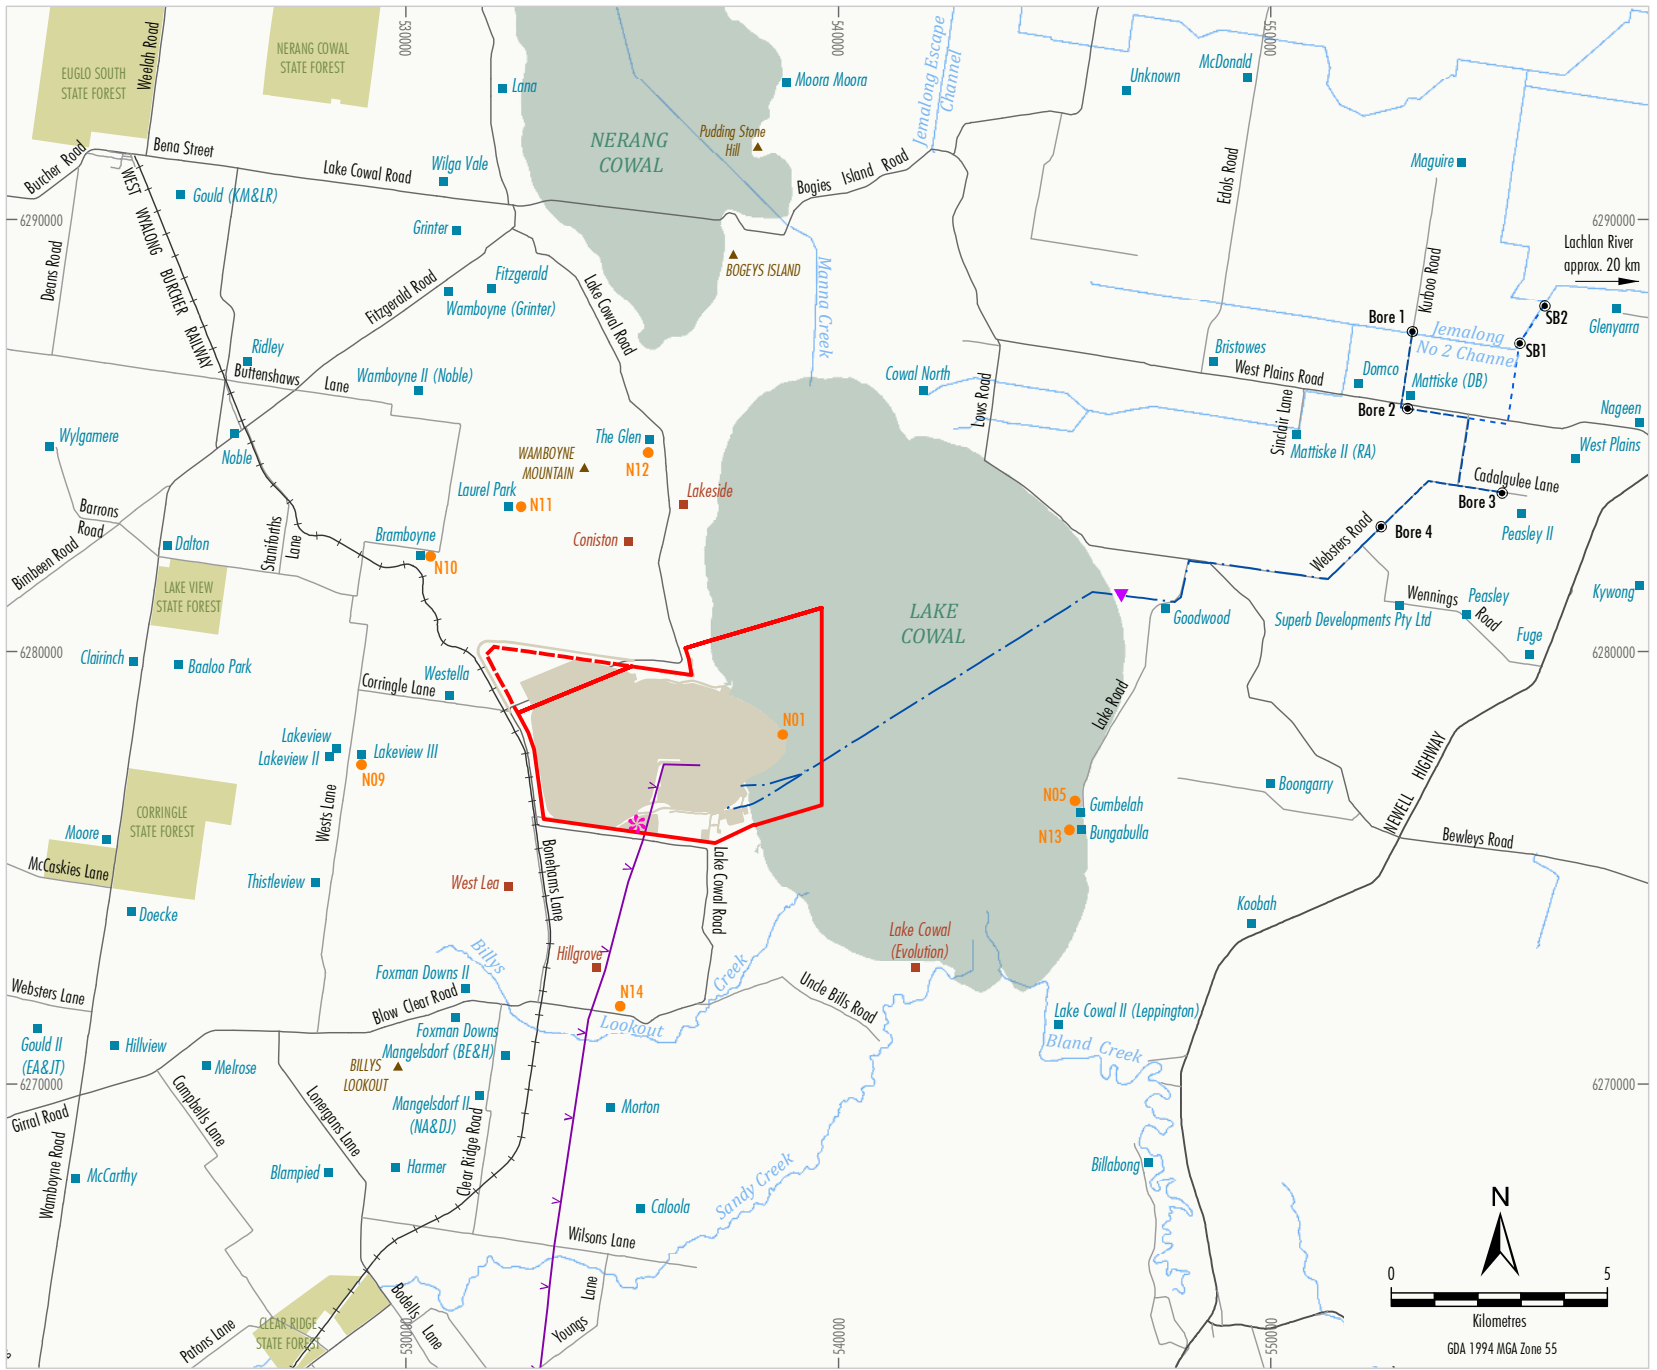 530000
540000
550000
EUGLO SOUTH
STATE FOREST
Weelah Road
NERANG COWAL
STATE FOREST
Lana
Moora Moora
Jemalong Escape
Channel
Unknown
McDonald
Pudding Stone
Hill
NERANG
COWAL
Burcher Road
Bena Street
Lake Cowal Road
Wilga Vale
Bogies Island Road
Edols Road
Maguire
WEST WYALONG BURCHER RAILWAY
Gould (KM&LR)
Grinter
6290000
6290000
Lachlan River
approx. 20 km
Deans Road
Fitzgerald Road
Fitzgerald
Wamboyne (Grinter)
BOGEYS ISLAND
Manna Creek
Lake Cowal Road
Kurboo Road
Bore 1
Jemalong
No 2 Channel
SB2
SB1
Glenyarra
Ridley
Buttenshaws Lane
Wamboyne II (Noble)
Cowal North
Lows Road
Bristowes
West Plains Road
Domco
Mattiske (DB)
Bore 2
Sinclair Lane
Mattiske II (RA)
Nageen
West Plains
Wylgamere
Noble
The Glen
N12
WAMBOYNE
MOUNTAIN
Laurel Park
N11
Lakeside
Coniston
Cadalgulee Lane
Bore 3
Bore 4
Peasley II
Websters Road
Barrons
Road
Bimbeen Road
Dalton
Staniforths
Lane
Bramboyne
N10
LAKE VIEW
STATE FOREST
LAKE
COWAL
Goodwood
Wennings
Road
Superb Developments Pty Ltd
Peasley
Kywong
Fuge
6280000
6280000
Clairinch
Baaloo Park
Westella
Corringle Lane
Lake Road
N01
Lakeview
Lakeview II
Lakeview III
N09
NEWELL HIGHWAY
N05
Gumbelah
N13
Bungabulla
Boongarry
Bewleys Road
CORRINGLE
STATE FOREST
Wests Lane
Moore
McCaskies Lane
Bonehams Lane
Lake Cowal Road
Thistleview
West Lea
Doecke
Koobah
Lake Cowal
(Evolution)
Billys
Hillgrove
Creek
Foxman Downs II
Blow Clear Road
N14
Lookout
Uncle Bills Road
Websters Lane
Lake Cowal II (Leppington)
Bland Creek
Foxman Downs
Gould II
(EA&JT)
Hillview
Melrose
Mangelsdorf (BE&H)
BILLYS
LOOKOUT
6270000
6270000
Girral Road
Campbells Lane
Lonergans Lane
Mangelsdorf II
(NA&DJ)
Clear Ridge Road
Morton
Wamboyne Road
McCarthy
Blampied
Harmer
Sandy Creek
Billabong
Caloola
Wilsons Lane
N
Youngs Lane
Bodells
Lane
CLEAR RIDGE
STATE FOREST
Patons Lane
0
5
Kilometres
GDA 1994 MGA Zone 55
530000
540000
550000